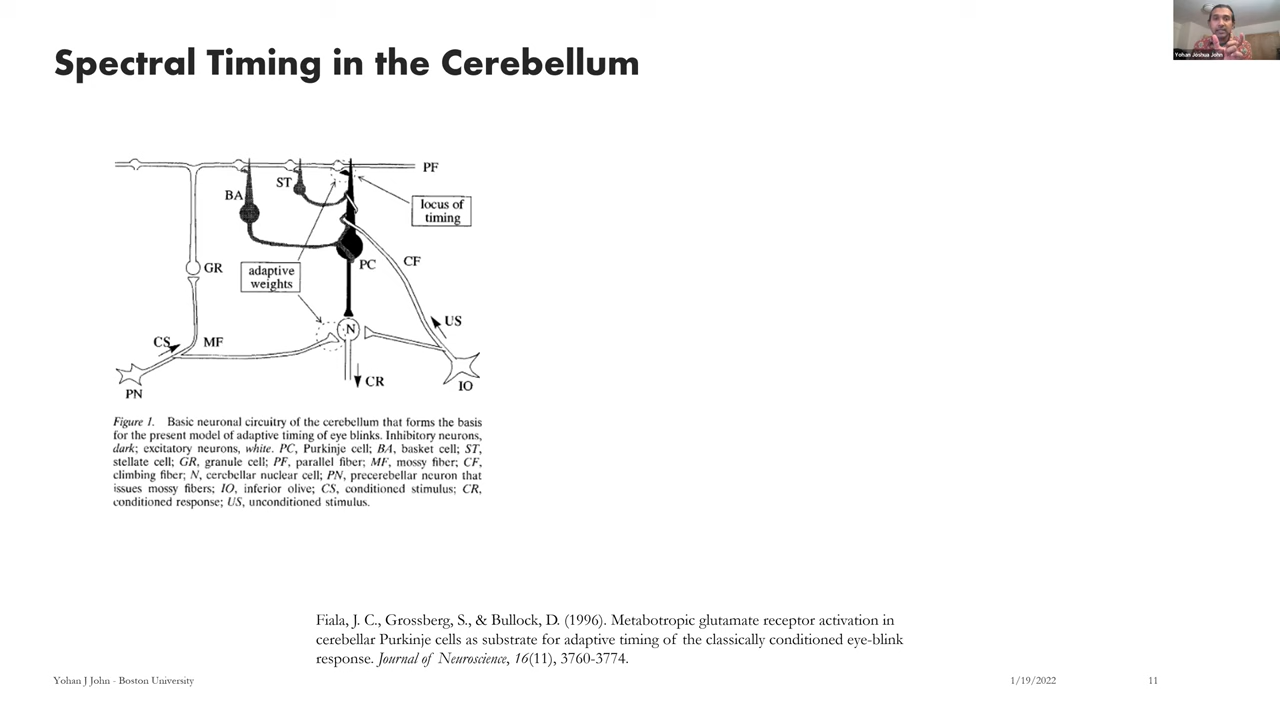 Spectral Timing in the Cerebellum
Yohan Joshua John
PF
ST
BA
locus of
timing
GR
adaptive
weights
PC
CF
US
N
CS
MF
CR
PN
IO
Figure 1. Basic neuronal circuitry of the cerebellum that forms the basis
for the present model of adaptive timing of eye blinks. Inhibitory neurons,
dark; excitatory neurons, white. PC, Purkinje cell; BA, basket cell; ST,
stellate cell; GR, granule cell; PF, parallel fiber; MF, mossy fiber; CF,
climbing fiber; N, cerebellar nuclear cell; PN, precerebellar neuron that
issues mossy fibers; IO, inferior olive; CS, conditioned stimulus; CR,
conditioned response; US, unconditioned stimulus.
Fiala, J. C., Grossberg, S., & Bullock, D. (1996). Metabotropic glutamate receptor activation in
cerebellar Purkinje cells as substrate for adaptive timing of the classically conditioned eye-blink
response. Journal of Neuroscience, 16(11), 3760-3774.
Yohan J John - Boston University
1/19/2022
11